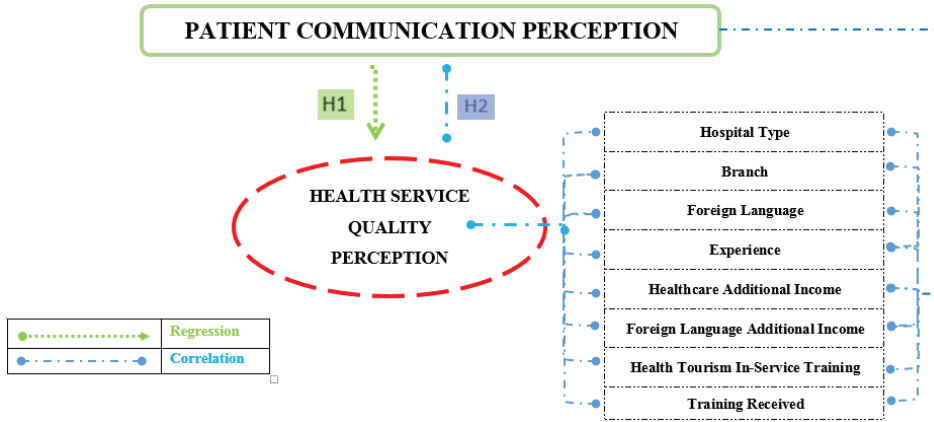 PATIENT COMMUNICATION PERCEPTION
H1
H2
HEALTH SERVICE
QUALITY
PERCEPTION
Hospital Type
Branch
Foreign Language
Experience
Healthcare Additional Income
Foreign Language Additional Income
Health Tourism In-Service Training
Training Received
Regression
Correlation